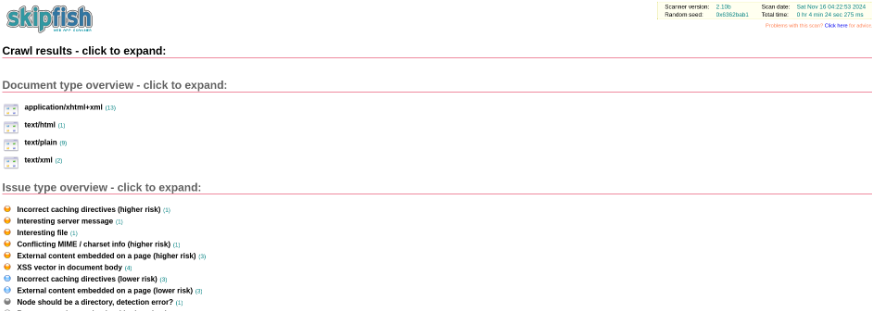 skipfish
WEB APP SCANNER
Scanner version: 2.10b Scan date: Sat Nov 16 04:22:53 2024
Random seed: 0x6362bab1 Total time: 0 hr 4 min 24 sec 275 ms
Problems with this scan? Click here for advice.
Crawl results - click to expand:
Document type overview - click to expand:
application/xhtml+xml (13)
text/html (1)
text/plain (9)
text/xml (2)
Issue type overview - click to expand:
Incorrect caching directives (higher risk) (1)
Interesting server message (1)
Interesting file (1)
Conflicting MIME / charset info (higher risk) (1)
External content embedded on a page (higher risk) (3)
XSS vector in document body (4)
Incorrect caching directives (lower risk) (3)
External content embedded on a page (lower risk) (3)
Node should be a directory, detection error? (1)